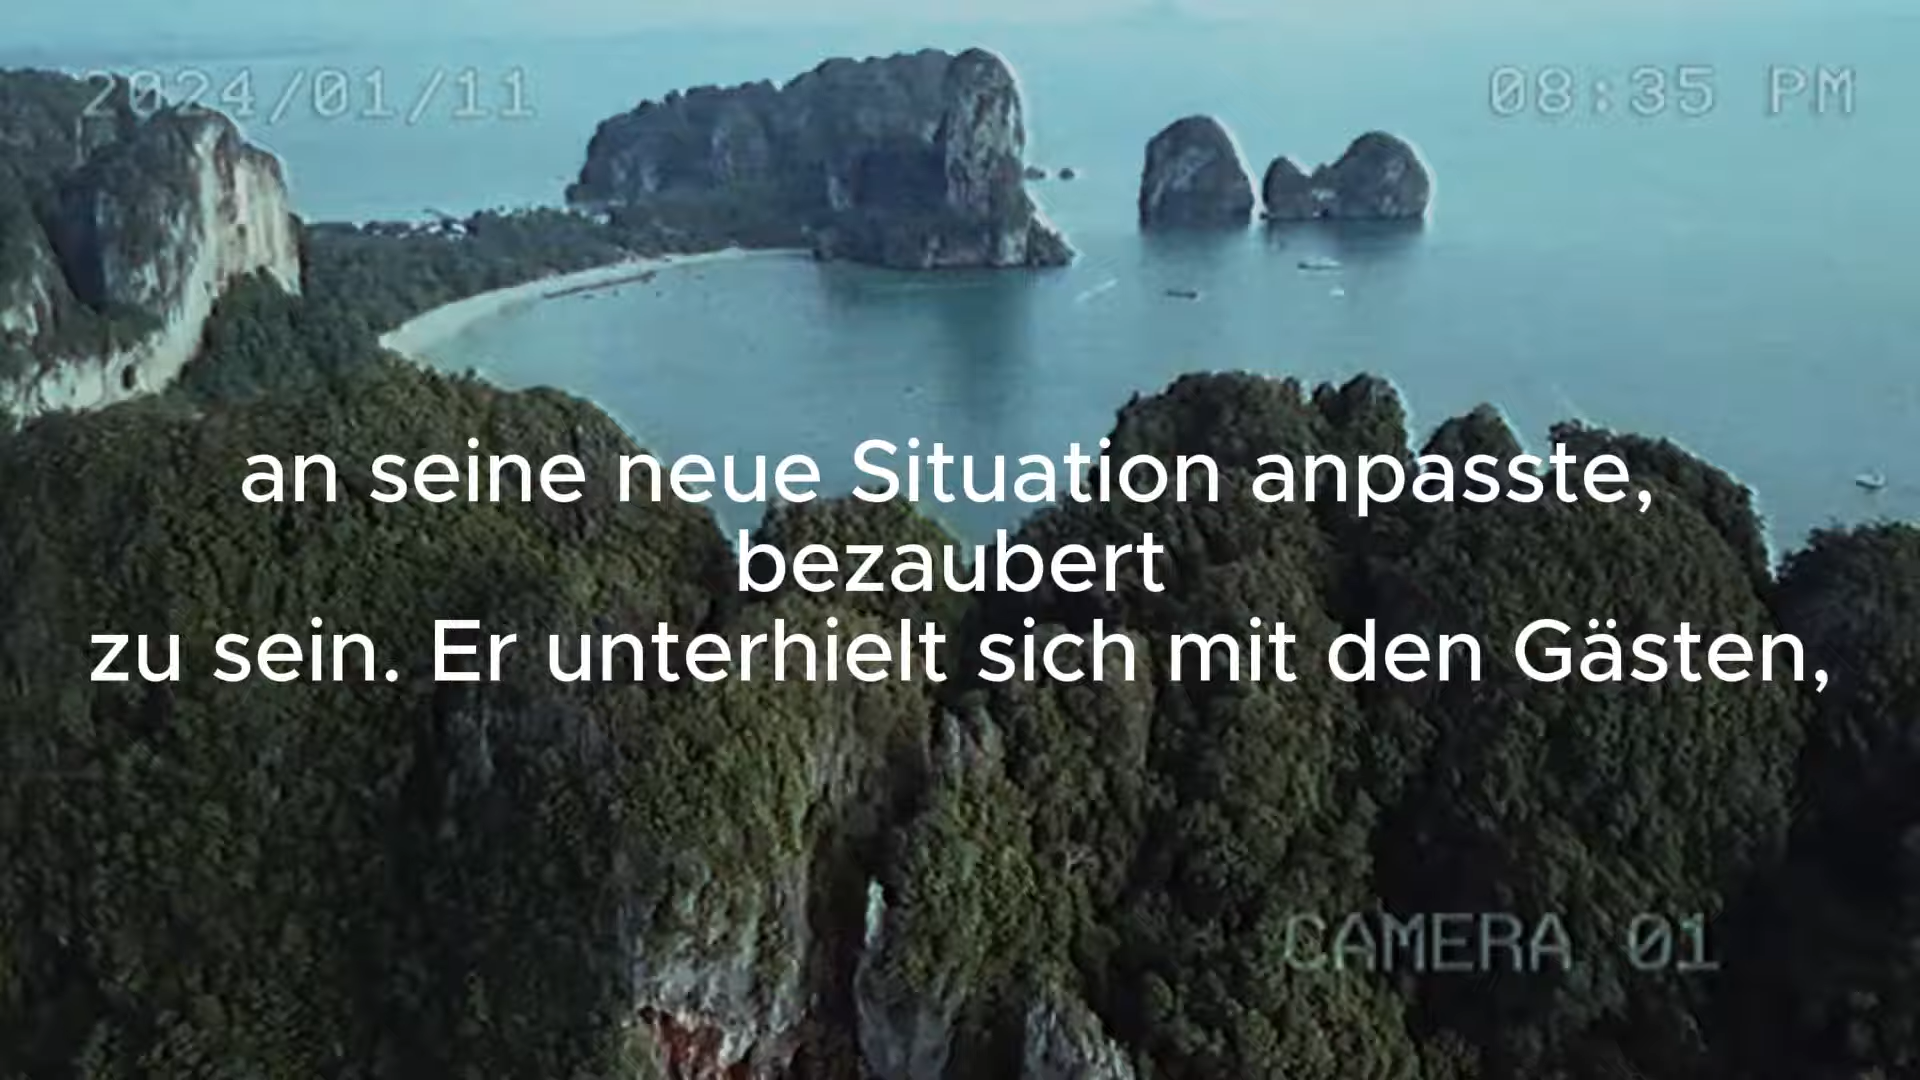 2024/01/11
08:35 PM
an seine neue Situation anpasste,
bezaubert
zu sein. Er unterhielt sich mit den Gästen,
CAMERA 01